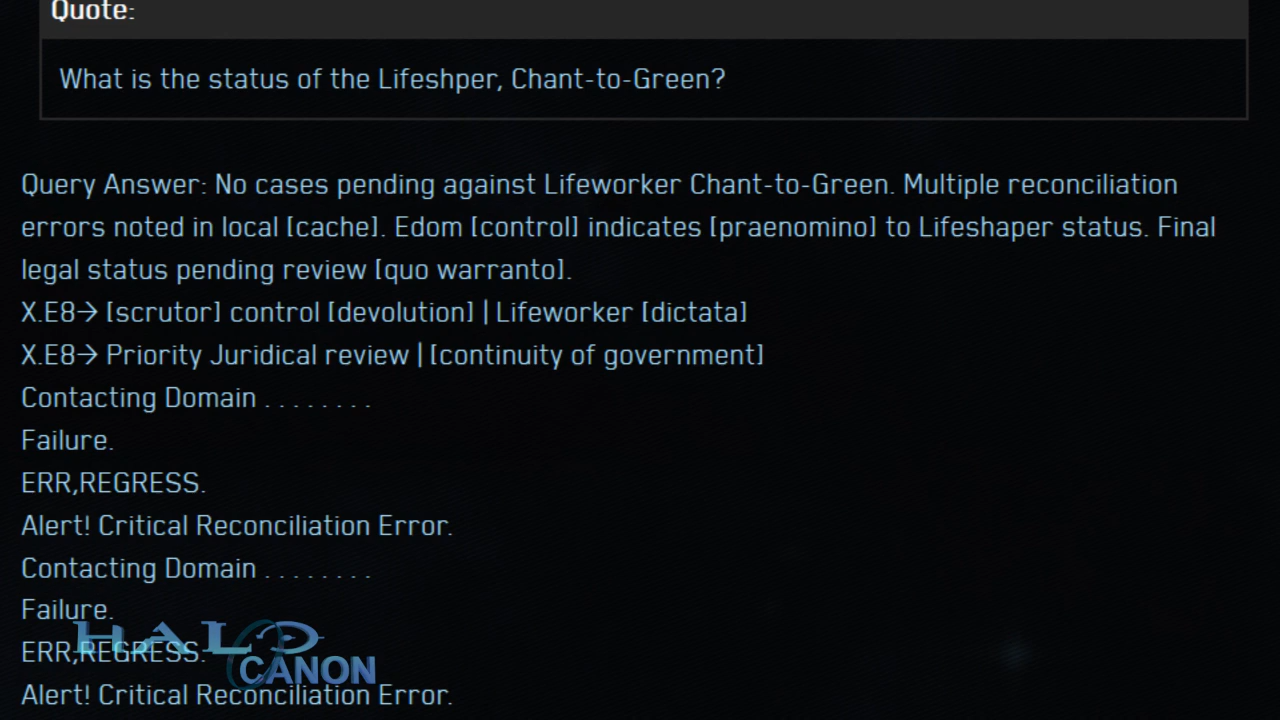 Quote:
What is the status of the Lifeshper, Chant-to-Green?
Query Answer: No cases pending against Lifeworker Chant-to-Green. Multiple reconciliation
errors noted in local [cache]. Edom [control] indicates [praenomino] to Lifeshaper status. Final
legal status pending review [quo warranto].
X.E8→ [scrutor] control [devolution] | Lifeworker [dictata]
X.E8→ Priority Juridical review | [continuity of government]
Contacting Domain . . . . . . . .
Failure.
ERR,REGRESS.
Alert! Critical Reconciliation Error.
Contacting Domain . . . . . . . .
Failure.
HALO
ERR,REGRESS.
CANON
Alert! Critical Reconciliation Error.